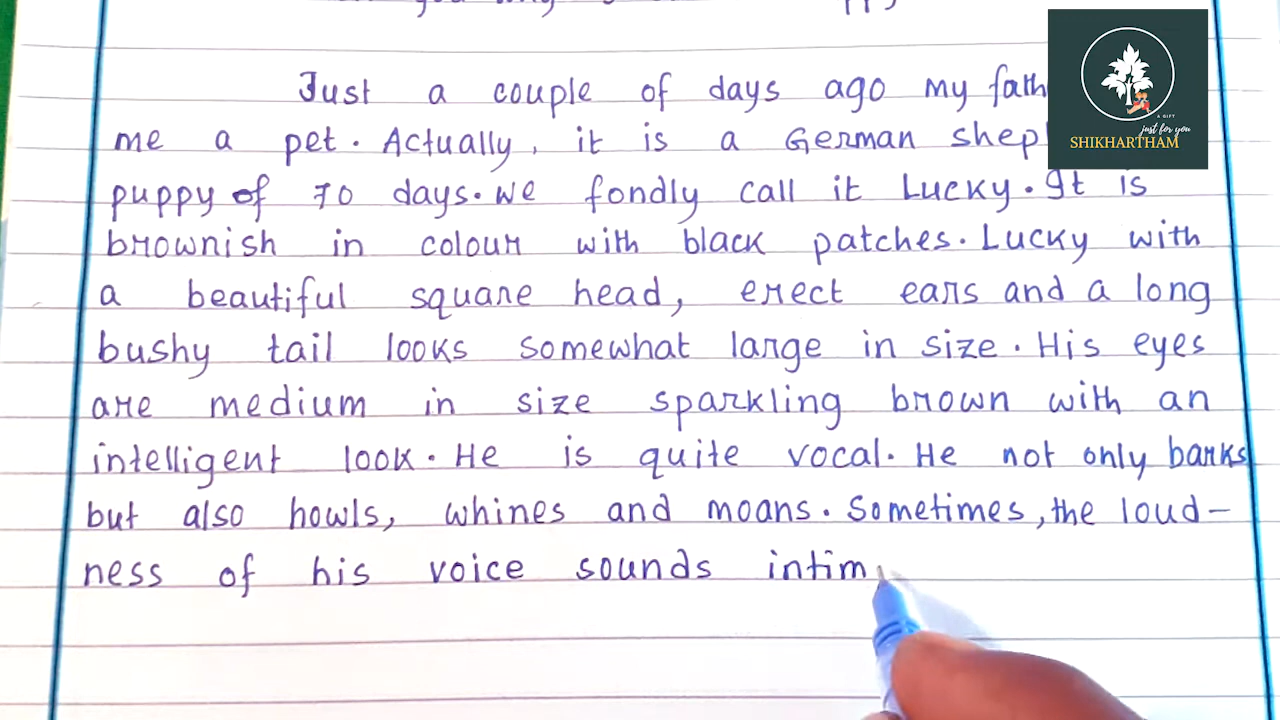 you why
Just a couple of days ago my fath
me a pet. Actually, it is a German shep
puppy of 70 days. We fondly call it Lucky. It is
brownish in colour with black patches. Lucky with
a beautiful square head, erect ears and a long
bushy tail looks somewhat large in size. His eyes
are medium in size sparkling brown with an
intelligent look. He is quite vocal. He not only barks
but also howls, whines and moans. Sometimes, the loud-
ness of his voice sounds intim
A GIFT
just for you
SHIKHARTHAM